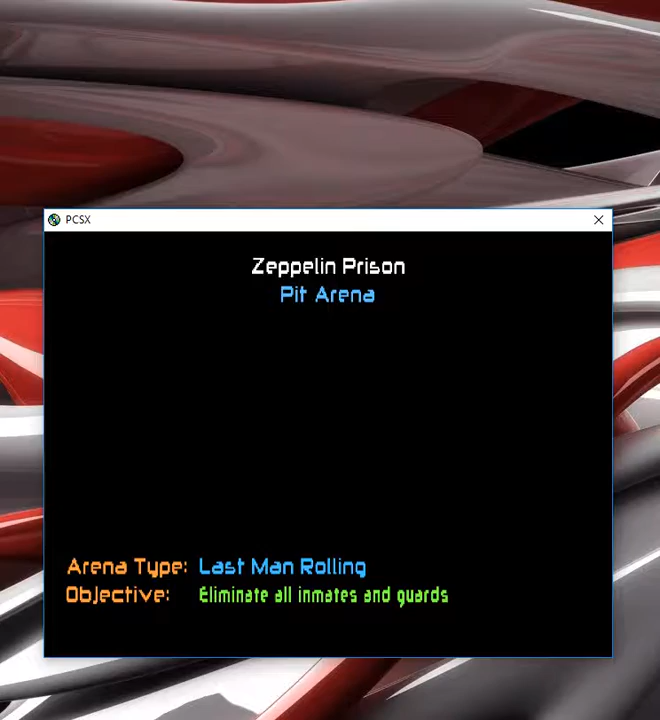 PCSX
Zeppelin Prison
Pit Arena
Arena Type: Last Man Rolling
Objective: Eliminate all inmates and guards